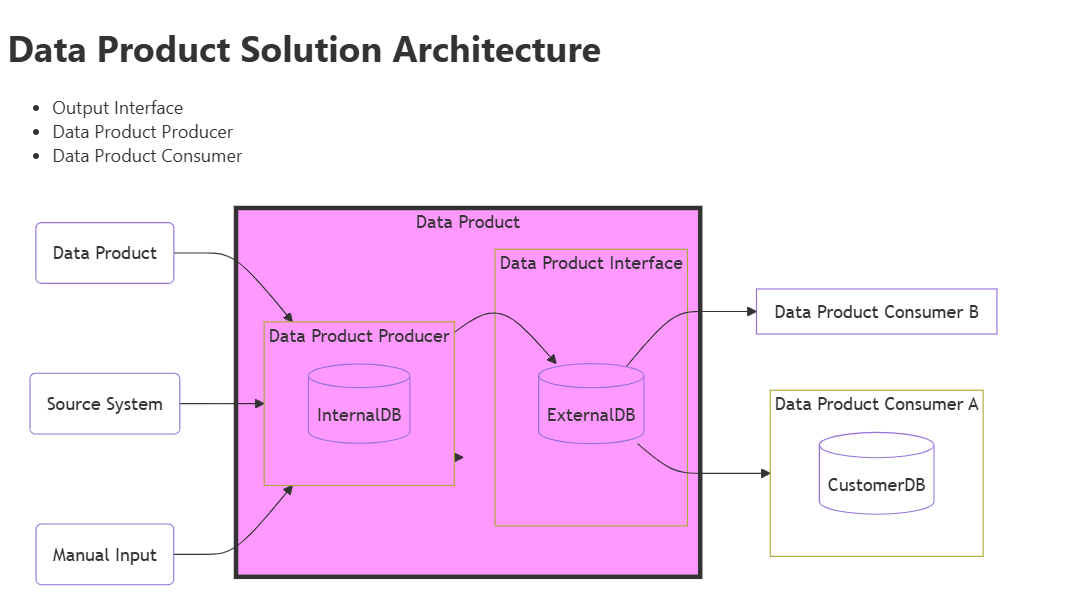 Data Product Solution Architecture
Output Interface
Data Product Producer
Data Product Consumer
Data Product
Data Product
Data Product Interface
Data Product Producer
InternalDB
ExternalDB
Source System
Manual Input
Data Product Consumer B
Data Product Consumer A
CustomerDB